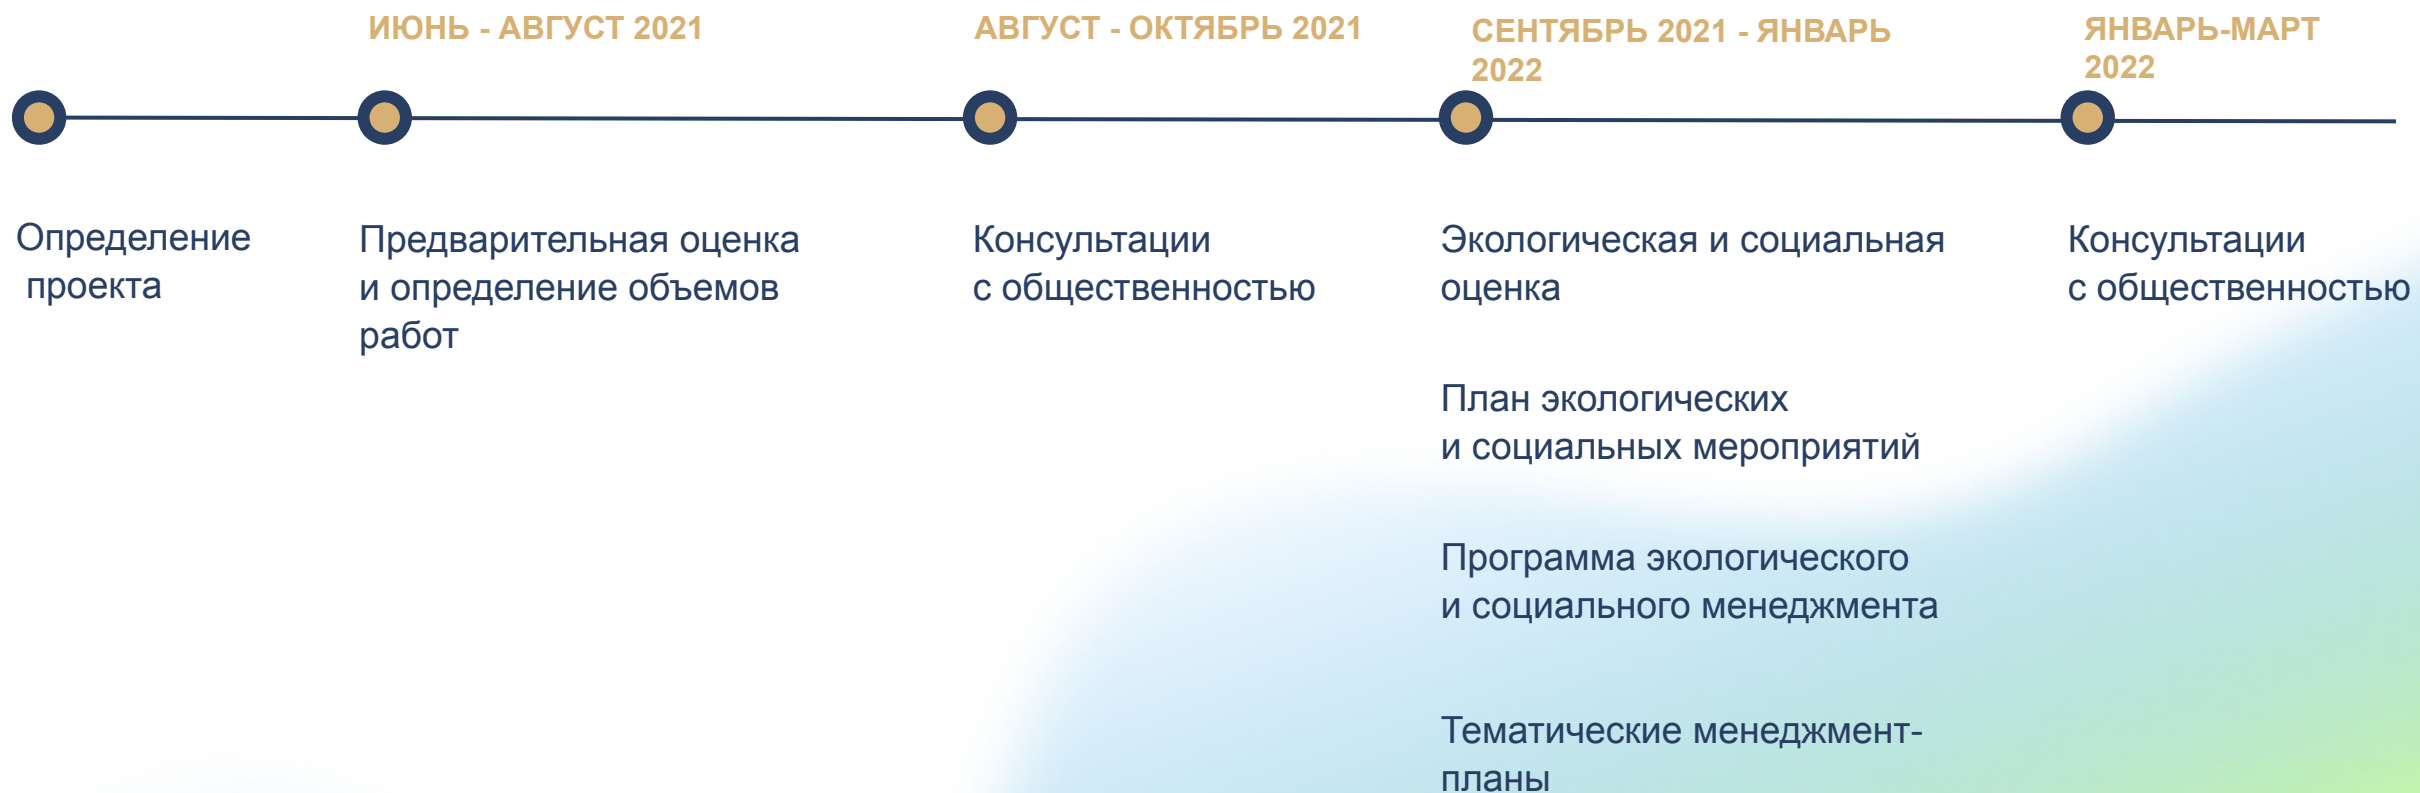 ИЮНЬ - АВГУСТ 2021
АВГУСТ - ОКТЯБРЬ 2021
СЕНТЯБРЬ 2021 - ЯНВАРЬ
2022
ЯНВАРЬ-МАРТ
2022
Определение
проекта
Предварительная оценка
и определение объемов
работ
Консультации
с общественностью
Экологическая и социальная
оценка
План экологических
и социальных мероприятий
Программа экологического
и социального менеджмента
Тематические менеджмент-
планы
Консультации
с общественностью